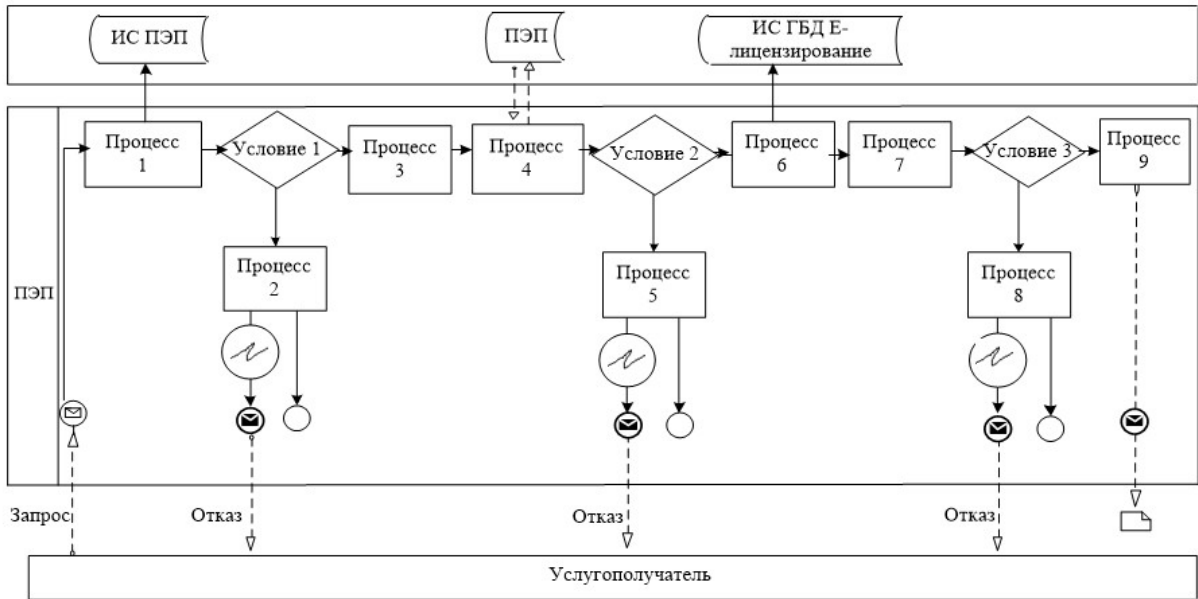 ИС ПЭП
ПЭП
ИС ГБД Е-
лицензирование
Процесс
1
Условие 1
Процесс
3
Процесс
4
Условие 2
Процесс
6
Процесс
7
Условие 3
Процесс
9
Процесс
2
Процесс
5
Процесс
8
ПЭП
Запрос
Отказ
Отказ
Отказ
Услугополучатель